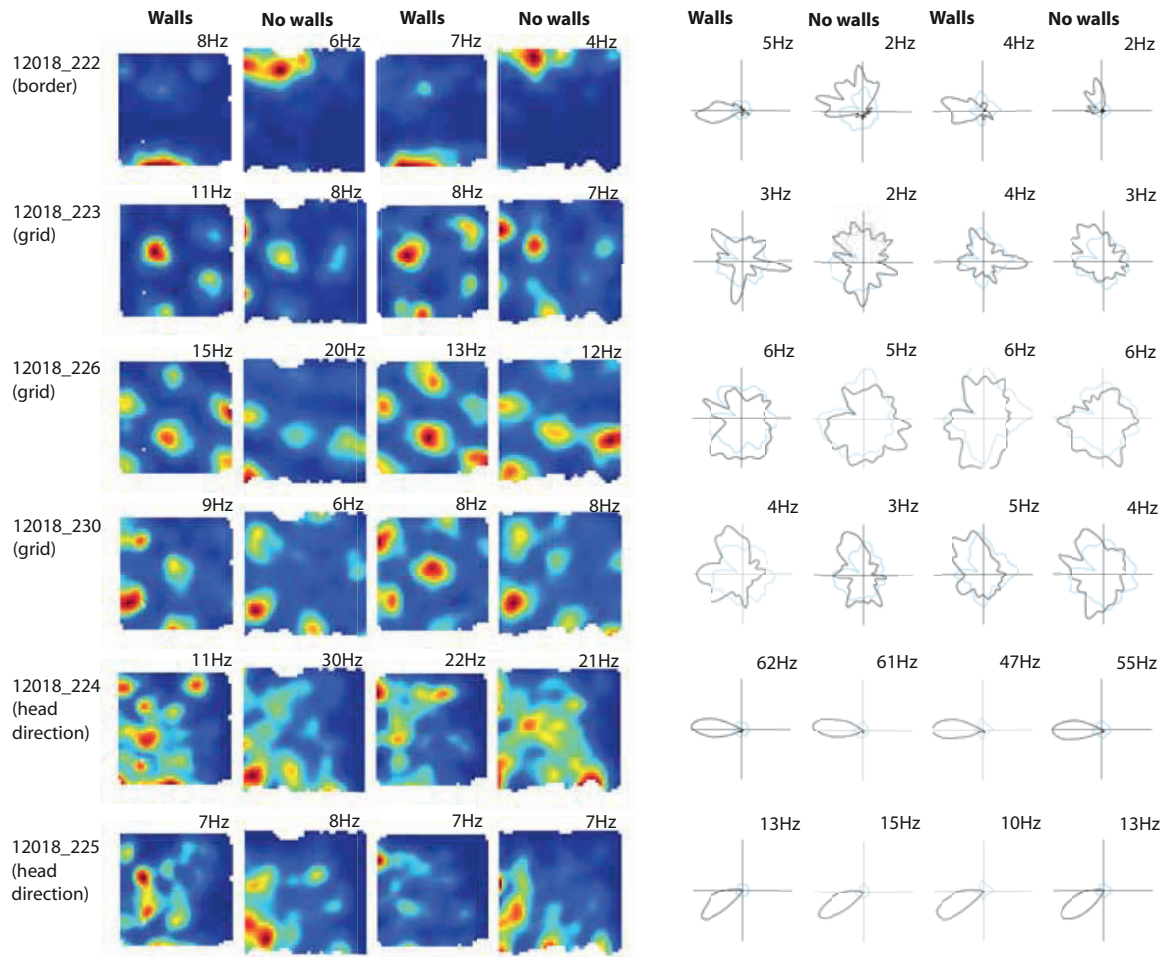 Walls No walls Walls No walls Walls No walls Walls No walls
12018_222
(border)
8Hz 6Hz 7Hz 4Hz 5Hz 2Hz 4Hz 2Hz
12018_223
(grid)
11Hz 8Hz 8Hz 7Hz 3Hz 2Hz 4Hz 3Hz
12018_226
(grid)
15Hz 20Hz 13Hz 12Hz 6Hz 5Hz 6Hz 6Hz
12018_230
(grid)
9Hz 6Hz 8Hz 8Hz 4Hz 3Hz 5Hz 4Hz
12018_224
(head
direction)
11Hz 30Hz 22Hz 21Hz 62Hz 61Hz 47Hz 55Hz
12018_225
(head
direction)
7Hz 8Hz 7Hz 7Hz 13Hz 15Hz 10Hz 13Hz